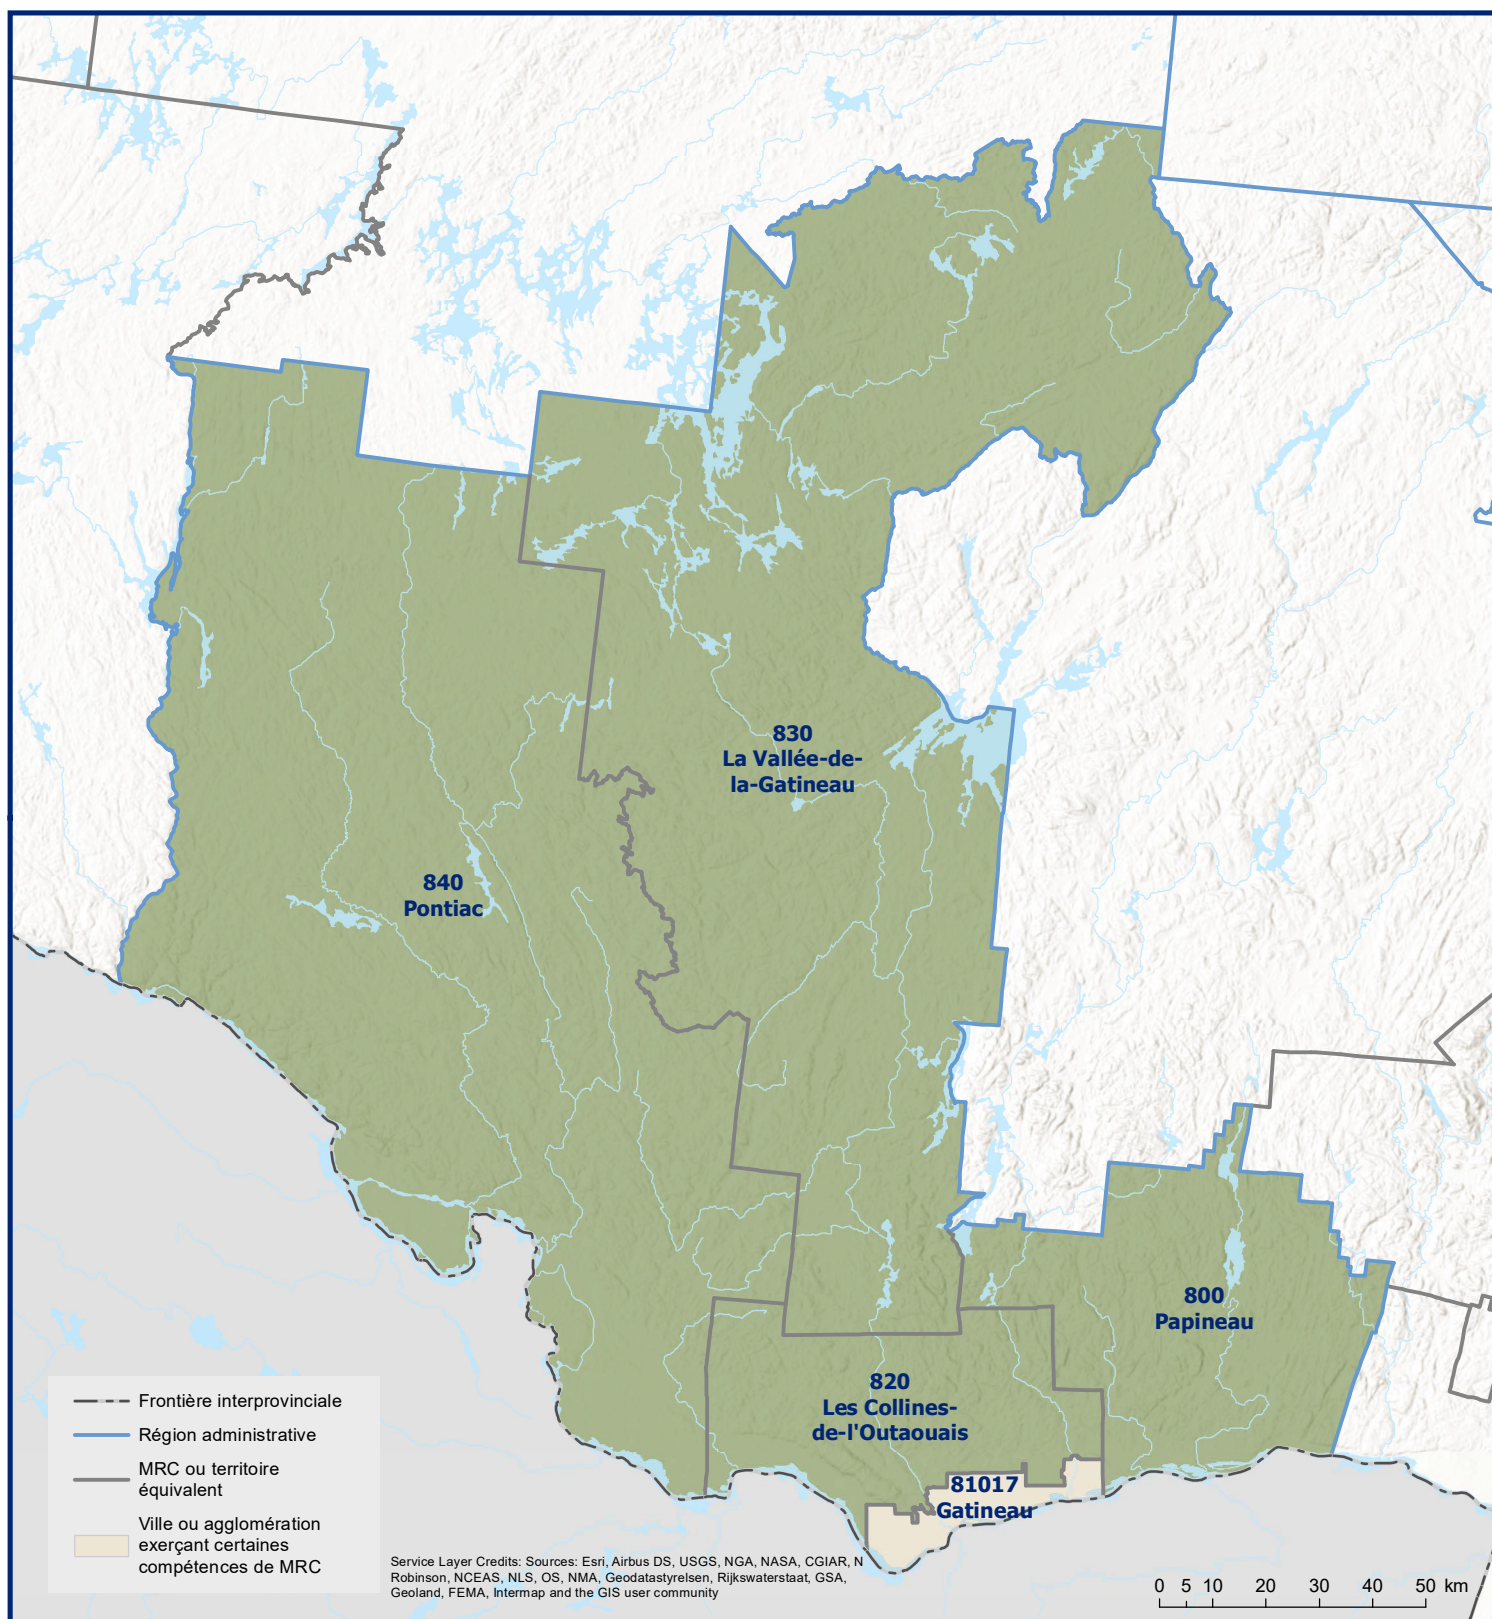 830
La Vallée-de-
la-Gatineau
840
Pontiac
800
Papineau
820
Les Collines-
de-l'Outaouais
81017
Gatineau
Frontière interprovinciale
Région administrative
MRC ou territoire
équivalent
Ville ou agglomération
exerçant certaines
compétences de MRC
Service Layer Credits: Sources: Esri, Airbus DS, USGS, NGA, NASA, CGIAR, N
Robinson, NCEAS, NLS, OS, NMA, Geodatastyrelsen, Rijkswaterstaat, GSA,
Geoland, FEMA, Intermap and the GIS user community
0 5 10 20 30 40 50 km